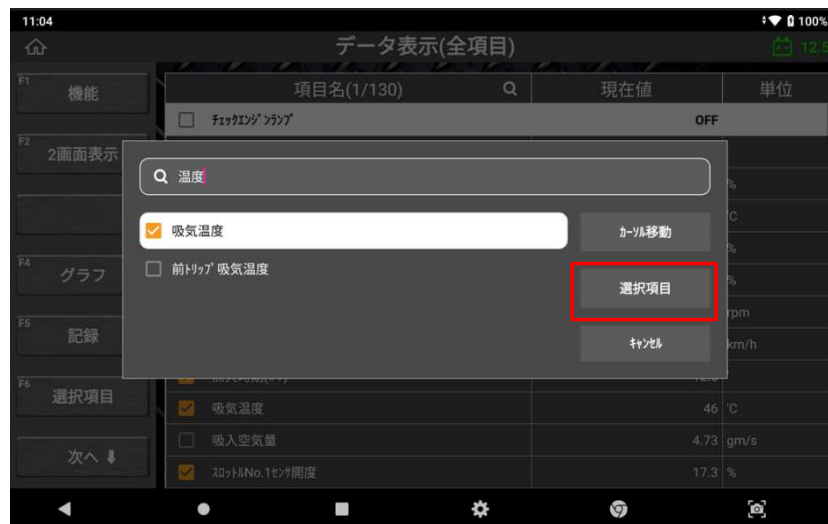 11:04
100%
データ表示(全項目)
12.5
F1
機能
項目名(1/130)
現在値
単位
ﾁｪｯｸｴﾝｼﾞﾝﾗﾝﾌﾟ
OFF
F2
2画面表示
温度
%
吸気温度
ｶｰｿﾙ移動
℃
%
前ﾄﾘｯﾌﾟ吸気温度
選択項目
%
F4
グラフ
rpm
F5
記録
ｷｬﾝｾﾙ
km/h
F6
選択項目
吸気温度
46
℃
吸入空気量
4.73
gm/s
次へ
ｽﾛｯﾄﾙNo.1ｾﾝｻ開度
17.3
%